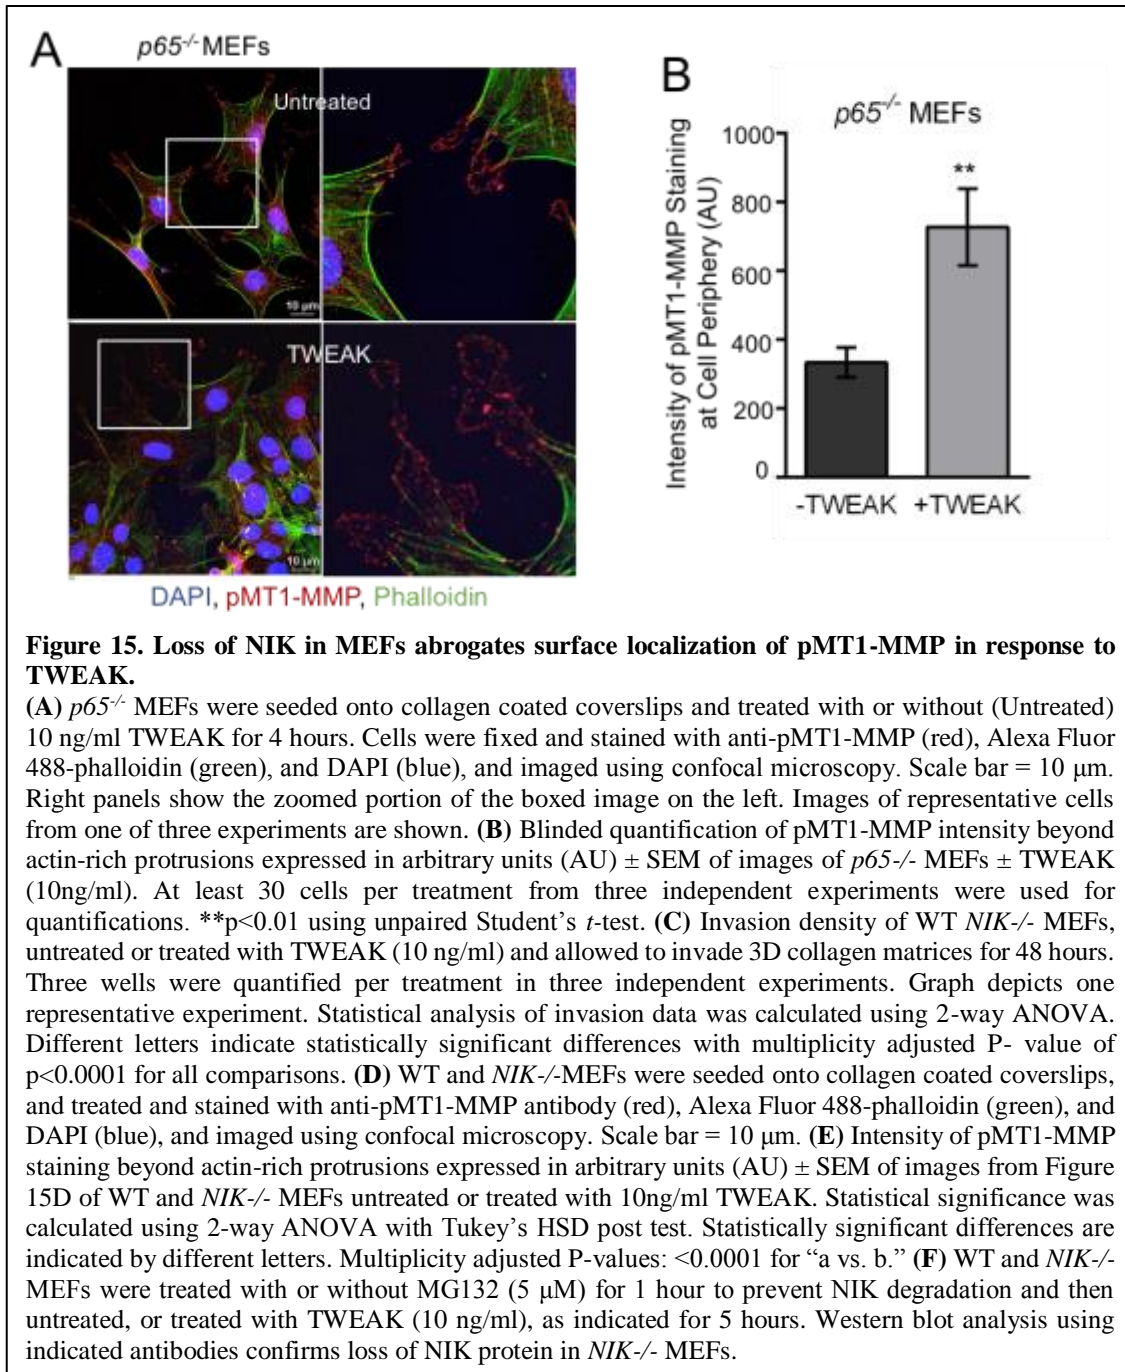 A
p65-/- MEFs
Untreated
10 μm
TWEAK
10 μm
DAPI, pMT1-MMP, Phalloidin
B
p65-/- MEFs
Intensity of pMT1-MMP Staining
at Cell Periphery (AU)
1000
800
600
400
200
0
**
-TWEAK +TWEAK
Figure 15. Loss of NIK in MEFs abrogates surface localization of pMT1-MMP in response to
TWEAK.
(A) p65-/- MEFs were seeded onto collagen coated coverslips and treated with or without (Untreated)
10 ng/ml TWEAK for 4 hours. Cells were fixed and stained with anti-pMT1-MMP (red), Alexa Fluor
488-phalloidin (green), and DAPI (blue), and imaged using confocal microscopy. Scale bar = 10 μm.
Right panels show the zoomed portion of the boxed image on the left. Images of representative cells
from one of three experiments are shown. (B) Blinded quantification of pMT1-MMP intensity beyond
actin-rich protrusions expressed in arbitrary units (AU) ± SEM of images of p65-/- MEFs ± TWEAK
(10ng/ml). At least 30 cells per treatment from three independent experiments were used for
quantifications. **p<0.01 using unpaired Student’s t-test. (C) Invasion density of WT NIK-/- MEFs,
untreated or treated with TWEAK (10 ng/ml) and allowed to invade 3D collagen matrices for 48 hours.
Three wells were quantified per treatment in three independent experiments. Graph depicts one
representative experiment. Statistical analysis of invasion data was calculated using 2-way ANOVA.
Different letters indicate statistically significant differences with multiplicity adjusted P- value of
p<0.0001 for all comparisons. (D) WT and NIK-/-MEFs were seeded onto collagen coated coverslips,
and treated and stained with anti-pMT1-MMP antibody (red), Alexa Fluor 488-phalloidin (green), and
DAPI (blue), and imaged using confocal microscopy. Scale bar = 10 μm. (E) Intensity of pMT1-MMP
staining beyond actin-rich protrusions expressed in arbitrary units (AU) ± SEM of images from Figure
15D of WT and NIK-/- MEFs untreated or treated with 10ng/ml TWEAK. Statistical significance was
calculated using 2-way ANOVA with Tukey’s HSD post test. Statistically significant differences are
indicated by different letters. Multiplicity adjusted P-values: <0.0001 for “a vs. b.” (F) WT and NIK-/-
MEFs were treated with or without MG132 (5 μM) for 1 hour to prevent NIK degradation and then
untreated, or treated with TWEAK (10 ng/ml), as indicated for 5 hours. Western blot analysis using
indicated antibodies confirms loss of NIK protein in NIK-/- MEFs.